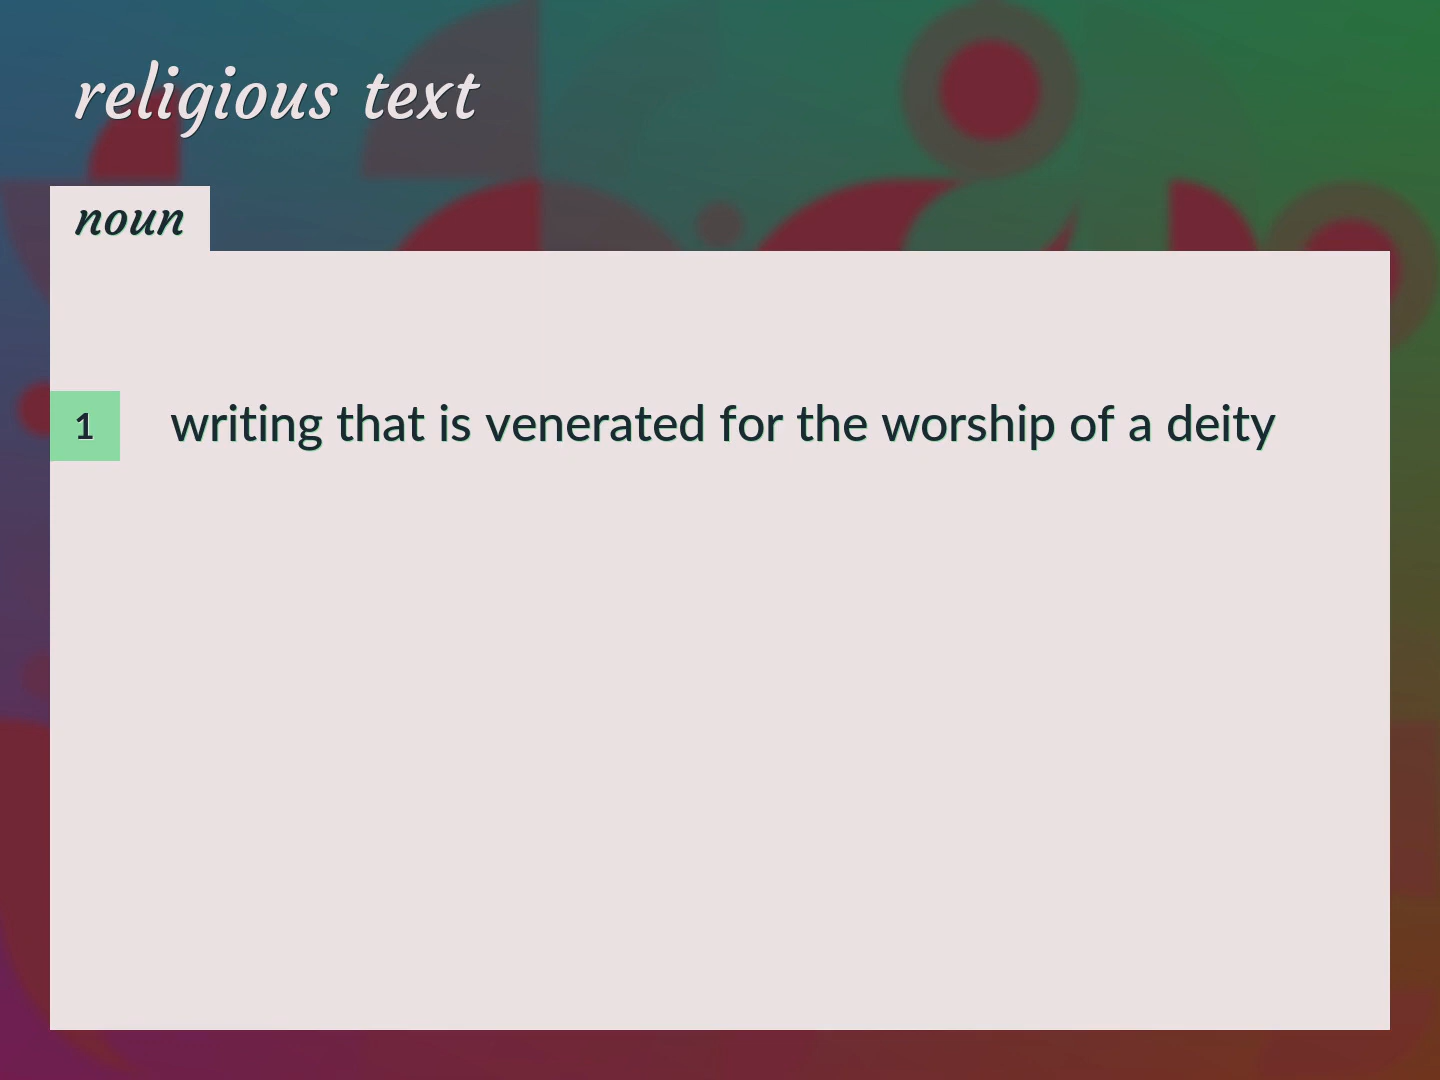 religious text
noun
1 writing that is venerated for the worship of a deity